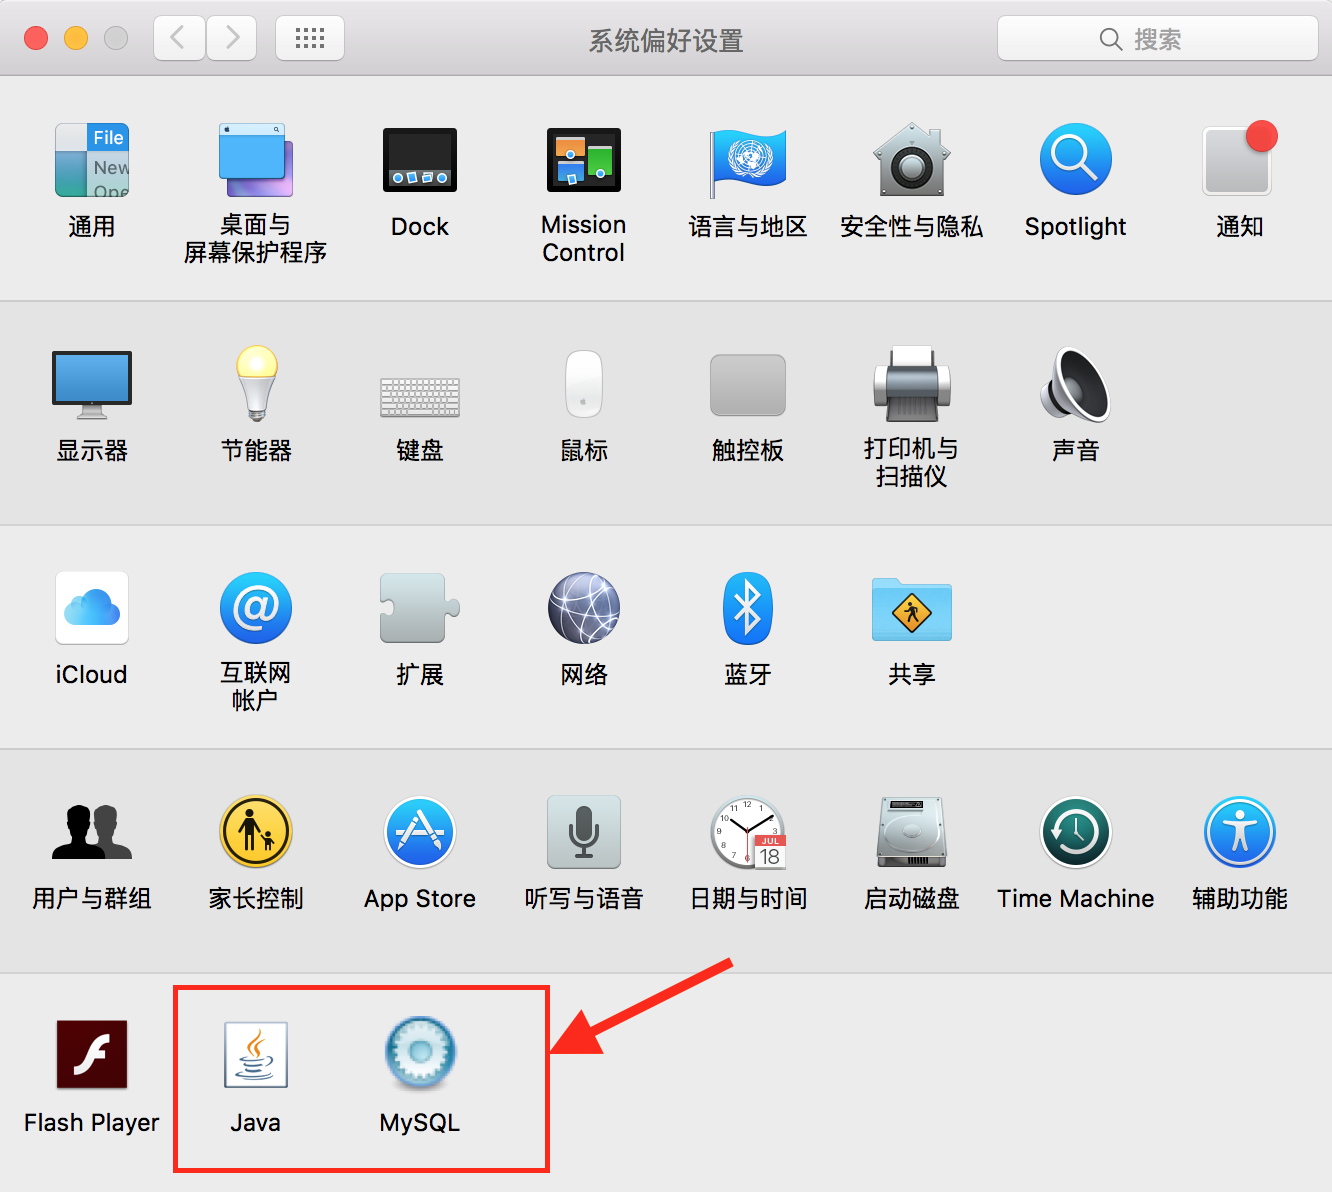 系统偏好设置
搜索
File
New
Ope
通用
桌面与
屏幕保护程序
Dock
Mission
Control
语言与地区
安全性与隐私
Spotlight
通知
显示器
节能器
键盘
鼠标
触控板
打印机与
扫描仪
声音
iCloud
互联网
帐户
扩展
网络
蓝牙
共享
JUL
18
用户与群组
家长控制
App Store
听写与语音
日期与时间
启动磁盘
Time Machine
辅助功能
Flash Player
Java
MySQL